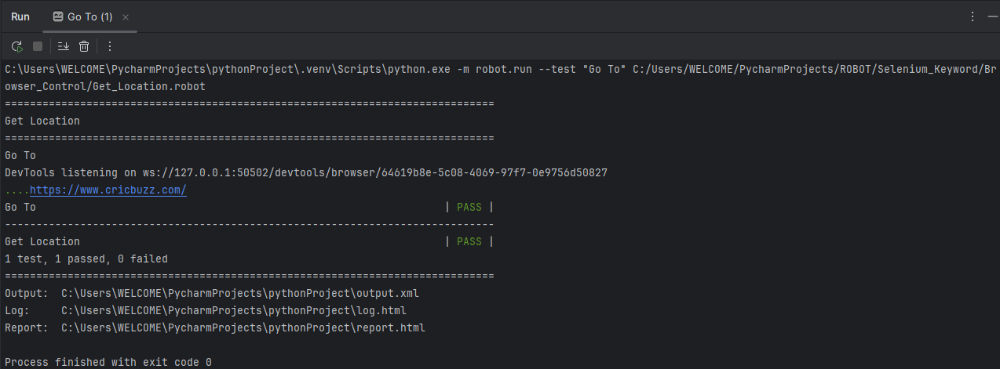 Run Go To (1)
C:\Users\WELCOME\PycharmProjects\pythonProject\.venv\Scripts\python.exe -m robot.run --test "Go To" C:/Users/WELCOME/PycharmProjects/ROBOT/Selenium_Keyword/Br
owser_Control/Get_Location.robot
==============================================================================
Get Location
==============================================================================
Go To
DevTools listening on ws://127.0.0.1:50502/devtools/browser/64619b8e-5c08-4069-97f7-0e9756d50827
....https://www.cricbuzz.com/
Go To                                                                 | PASS |
------------------------------------------------------------------------------
Get Location                                                          | PASS |
1 test, 1 passed, 0 failed
==============================================================================
Output:  C:\Users\WELCOME\PycharmProjects\pythonProject\output.xml
Log:     C:\Users\WELCOME\PycharmProjects\pythonProject\log.html
Report:  C:\Users\WELCOME\PycharmProjects\pythonProject\report.html
Process finished with exit code 0